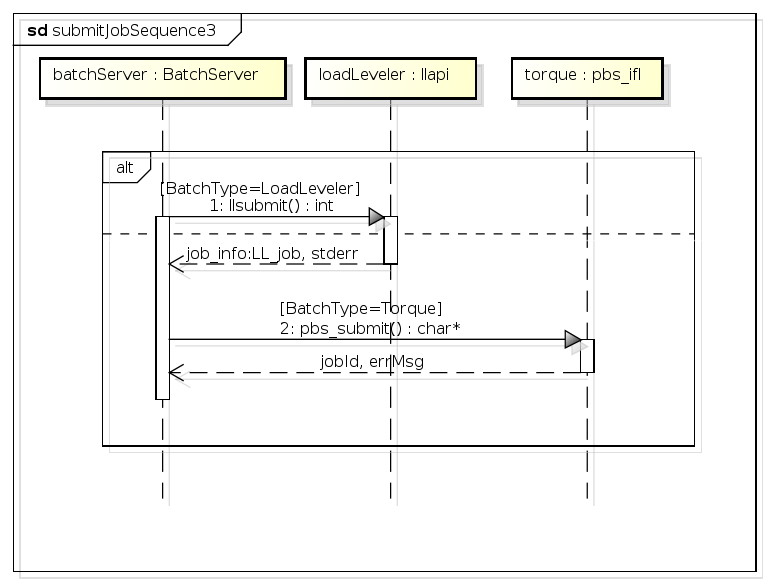 sd submitJobSequence3
batchServer : BatchServer
loadLeveler : llapi
torque : pbs_ifl
alt
[BatchType=LoadLeveler]
1: llsubmit() : int
job_info:LL_job, stderr
[BatchType=Torque]
2: pbs_submit() : char*
jobId, errMsg